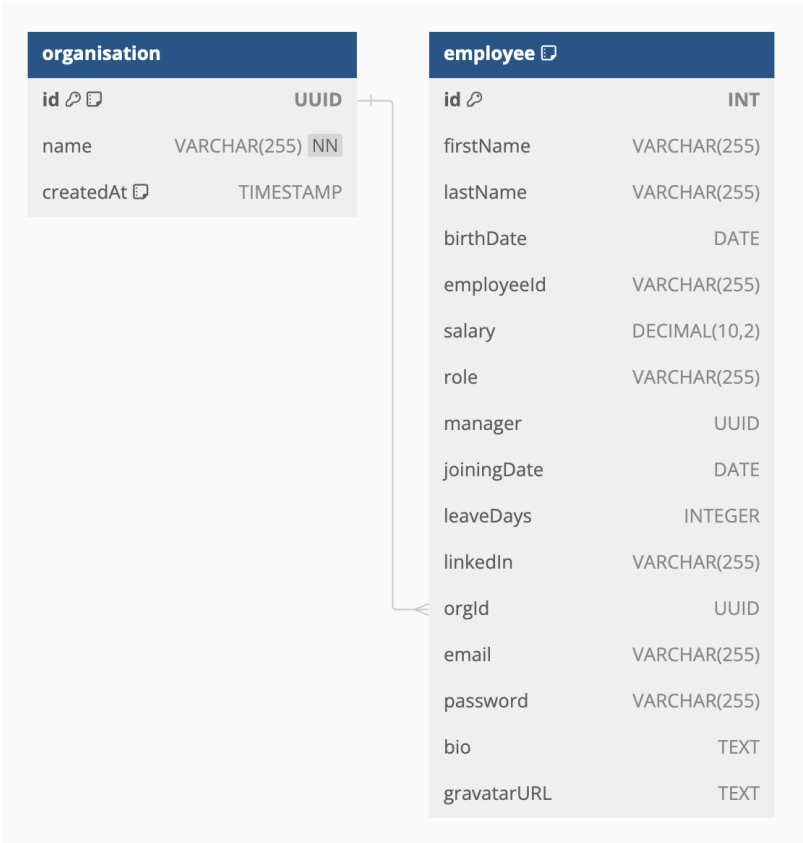 organisation
id UUID
name VARCHAR(255) NN
createdAt TIMESTAMP
employee
id INT
firstName VARCHAR(255)
lastName VARCHAR(255)
birthDate DATE
employeeId VARCHAR(255)
salary DECIMAL(10,2)
role VARCHAR(255)
manager UUID
joiningDate DATE
leaveDays INTEGER
linkedIn VARCHAR(255)
orgId UUID
email VARCHAR(255)
password VARCHAR(255)
bio TEXT
gravatarURL TEXT